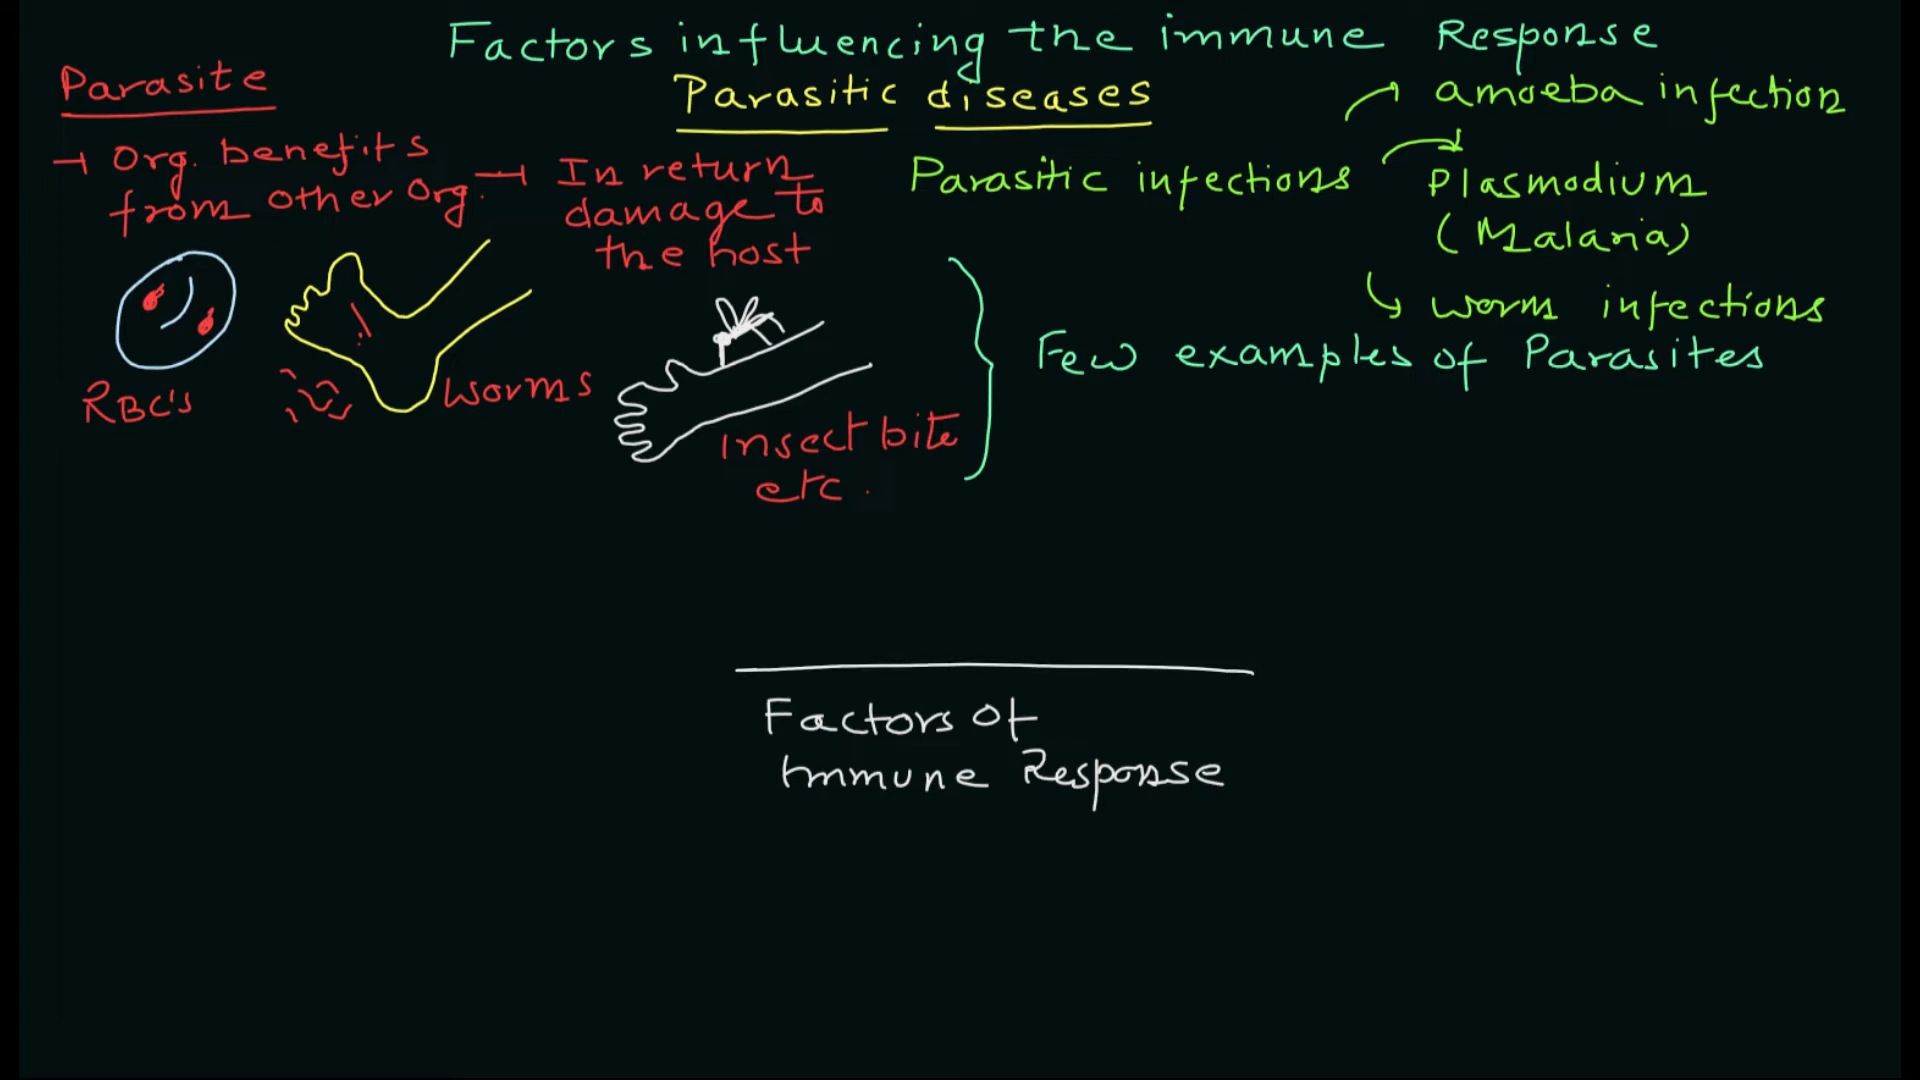 Factors influencing the immune Response
Parasitic diseases
Parasite
→ Org. benefits
from other Org.
→ In return
damage to
the host
RBC's
Worms
Insect bite
etc.
Parasitic infections
amoeba infection
Plasmodium
(Malaria)
worm infections
Few examples of Parasites
Factors of
Immune Response